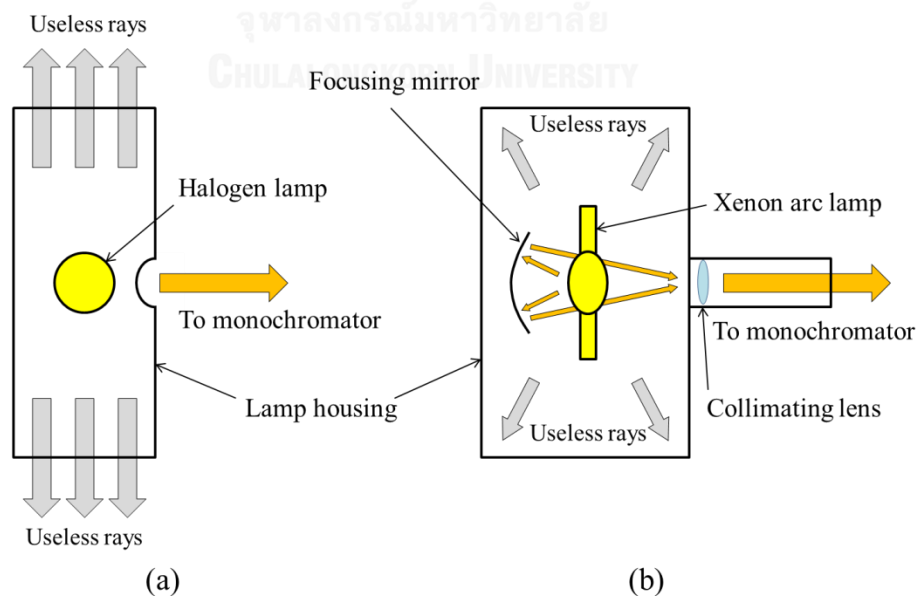 จุฬาลงกรณ์มหาวิทยาลัย
CHULALONGKORN UNIVERSITY
Useless rays
Focusing mirror
Useless rays
Halogen lamp
Xenon arc lamp
To monochromator
To monochromator
Lamp housing
Collimating lens
Useless rays
Useless rays
(a)
(b)